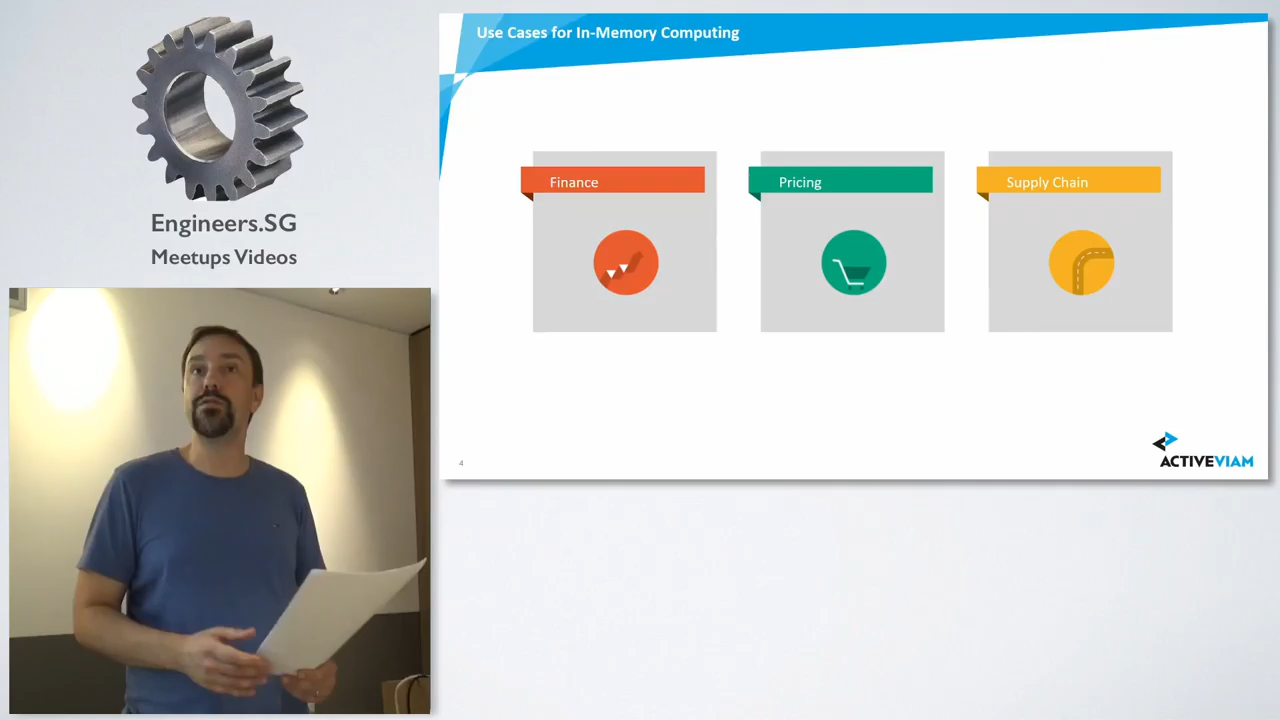 Engineers.SG
Meetups Videos
Use Cases for In-Memory Computing
Finance
Pricing
Supply Chain
4
ACTIVEVIAM